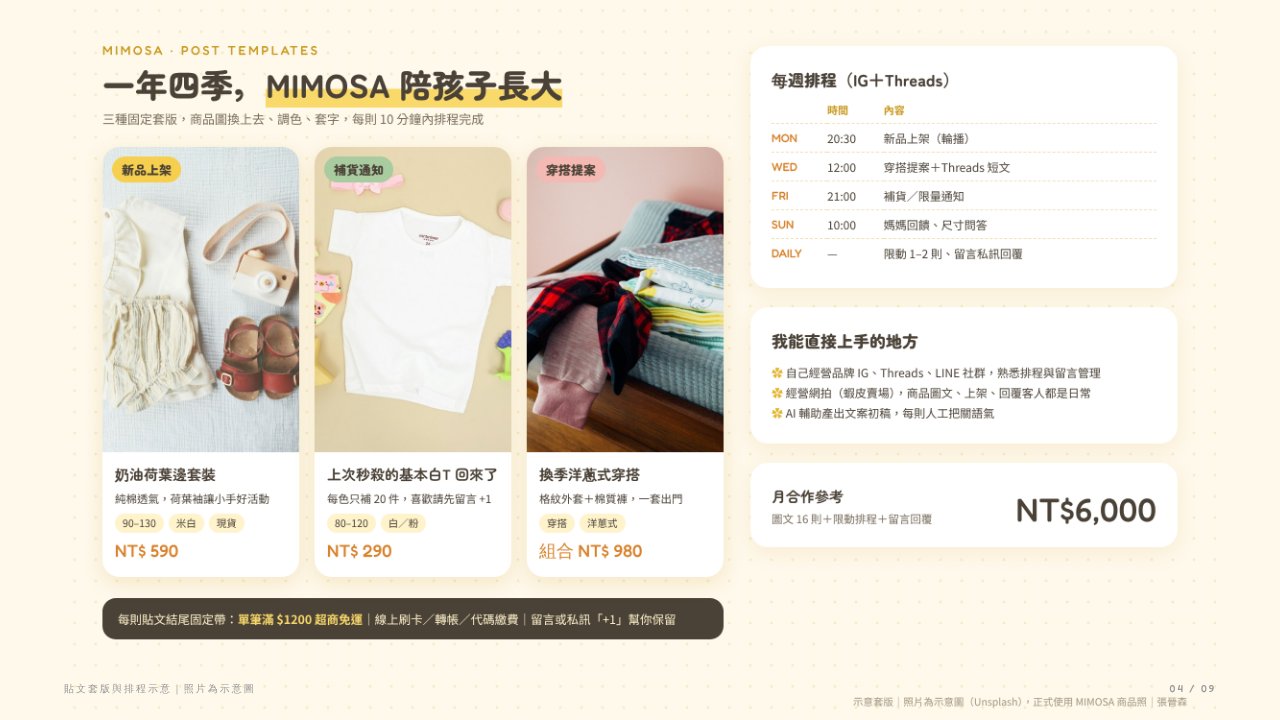 MIMOSA · POST TEMPLATES
一年四季，MIMOSA 陪孩子長大
三種固定套版，商品圖換上去、調色、套字，每則 10 分鐘內排程完成
新品上架
奶油荷葉邊套裝
純棉透氣，荷葉袖讓小手好活動
90–130 米白 現貨
NT$ 590
補貨通知
上次秒殺的基本白T 回來了
每色只補 20 件，喜歡請先留言 +1
80–120 白／粉
NT$ 290
穿搭提案
換季洋蔥式穿搭
格紋外套＋棉質褲，一套出門
穿搭 洋蔥式
組合 NT$ 980
每則貼文結尾固定帶：單筆滿 $1200 超商免運｜線上刷卡／轉帳／代碼繳費｜留言或私訊「+1」幫你保留
每週排程（IG＋Threads）
時間 內容
MON 20:30 新品上架（輪播）
WED 12:00 穿搭提案＋Threads 短文
FRI 21:00 補貨／限量通知
SUN 10:00 媽媽回饋、尺寸問答
DAILY — 限動 1–2 則、留言私訊回覆
我能直接上手的地方
自己經營品牌 IG、Threads、LINE 社群，熟悉排程與留言管理
經營網拍（蝦皮賣場），商品圖文、上架、回覆客人都是日常
AI 輔助產出文案初稿，每則人工把關語氣
月合作參考
圖文 16 則＋限動排程＋留言回覆
NT$6,000
貼文套版與排程示意｜照片為示意圖
04 / 09
示意套版｜照片為示意圖（Unsplash），正式使用 MIMOSA 商品照｜張晉森